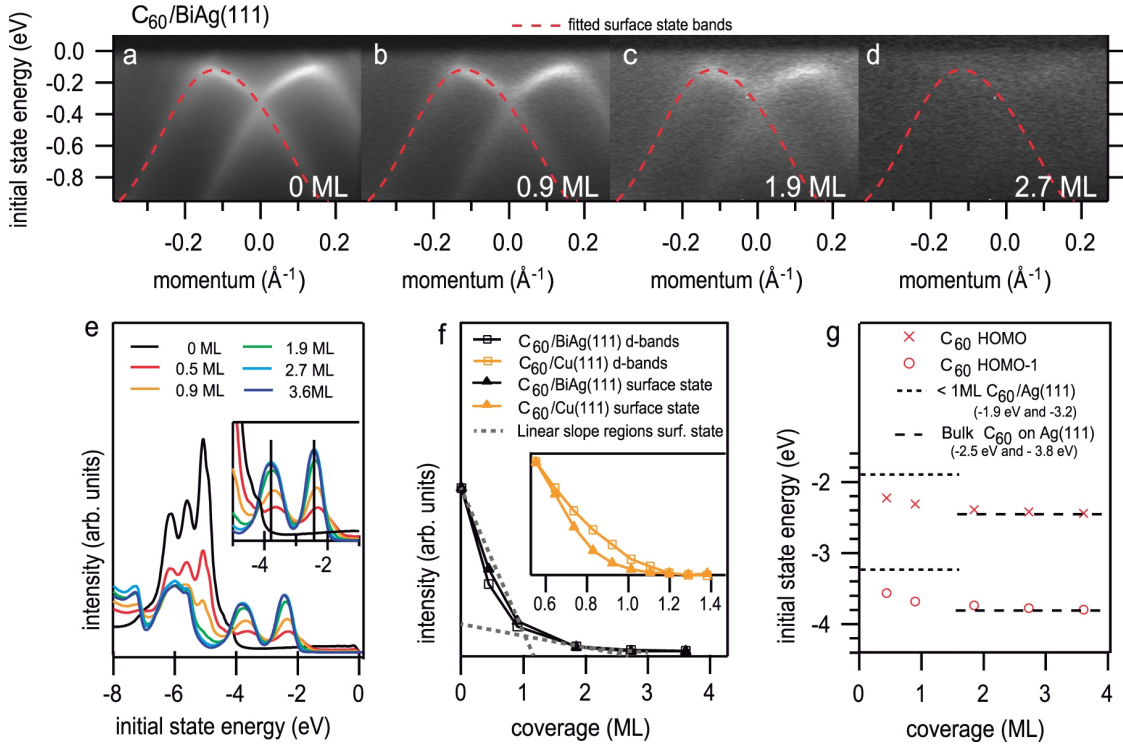 C60/BiAg(111)
fitted surface state bands
initial state energy (eV)
0.0
-0.2
-0.4
-0.6
-0.8
a
b
c
d
0 ML
0.9 ML
1.9 ML
2.7 ML
-0.2 0.0 0.2
-0.2 0.0 0.2
-0.2 0.0 0.2
-0.2 0.0 0.2
momentum (Å-1)
momentum (Å-1)
momentum (Å-1)
momentum (Å-1)
e
0 ML
0.5 ML
0.9 ML
1.9 ML
2.7 ML
3.6ML
-4 -2
intensity (arb. units)
-8 -6 -4 -2 0
initial state energy (eV)
f
C60/BiAg(111) d-bands
C60/Cu(111) d-bands
C60/BiAg(111) surface state
C60/Cu(111) surface state
Linear slope regions surf. state
0.6 0.8 1.0 1.2 1.4
intensity (arb. units)
0 1 2 3 4
coverage (ML)
g
C60 HOMO
C60 HOMO-1
< 1ML C60/Ag(111)
(-1.9 eV and -3.2)
Bulk C60 on Ag(111)
(-2.5 eV and - 3.8 eV)
initial state energy (eV)
-2
-3
-4
0 1 2 3 4
coverage (ML)